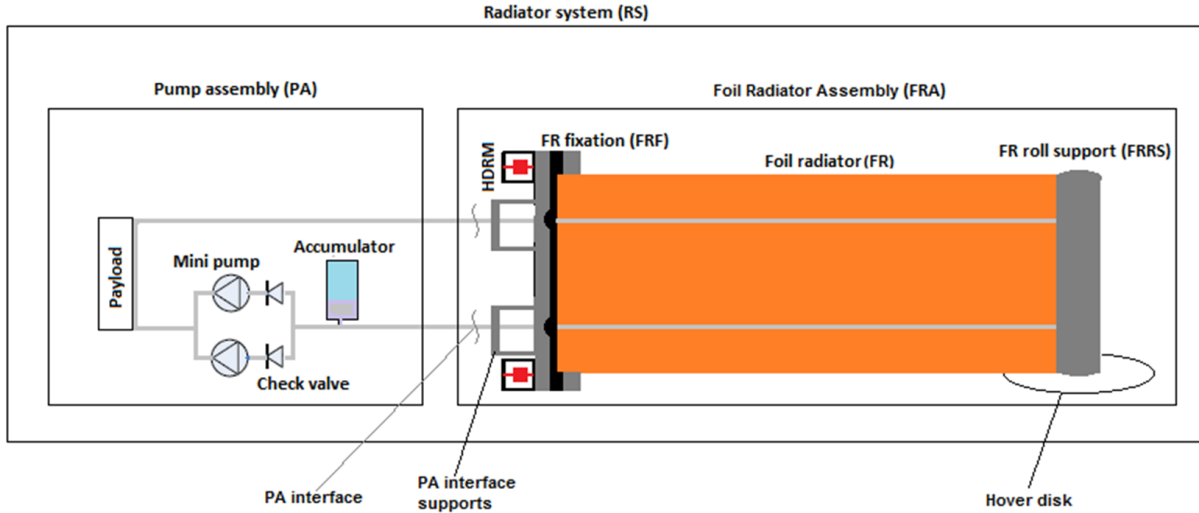 Radiator system (RS)
Pump assembly (PA)
Foil Radiator Assembly (FRA)
HDRM
FR fixation (FRF)
Foil radiator (FR)
FR roll support (FRRS)
Payload
Mini pump
Accumulator
Check valve
PA interface
PA interface
supports
Hover disk